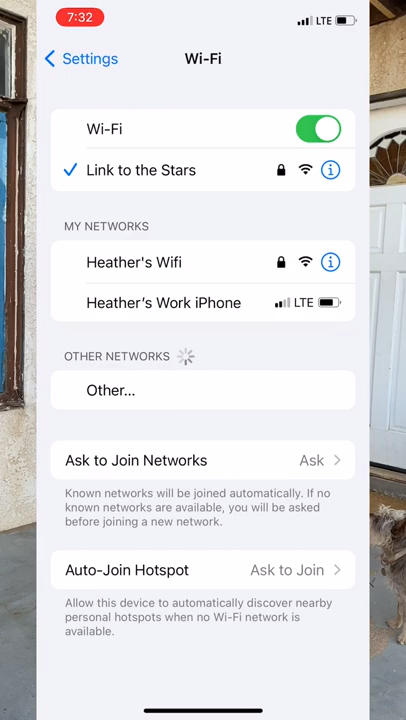 7:32
LTE
Settings
Wi-Fi
Wi-Fi
Link to the Stars
MY NETWORKS
Heather's Wifi
Heather’s Work iPhone LTE
OTHER NETWORKS
Other...
Ask to Join Networks Ask
Known networks will be joined automatically. If no
known networks are available, you will be asked
before joining a new network.
Auto-Join Hotspot Ask to Join
Allow this device to automatically discover nearby
personal hotspots when no Wi-Fi network is
available.